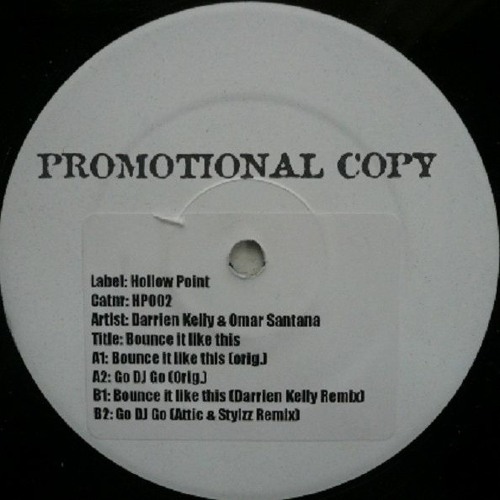 PROMOTIONAL COPY
Label: Hollow Point
Catnr: HP002
Artist: Darrien Kelly & Omar Santana
Title: Bounce it like this
A1: Bounce it like this (orig.)
A2: Go DJ Go (Orig.)
B1: Bounce it like this (Darrien Kelly Remix)
B2: Go DJ Go (Attic & Stylzz Remix)